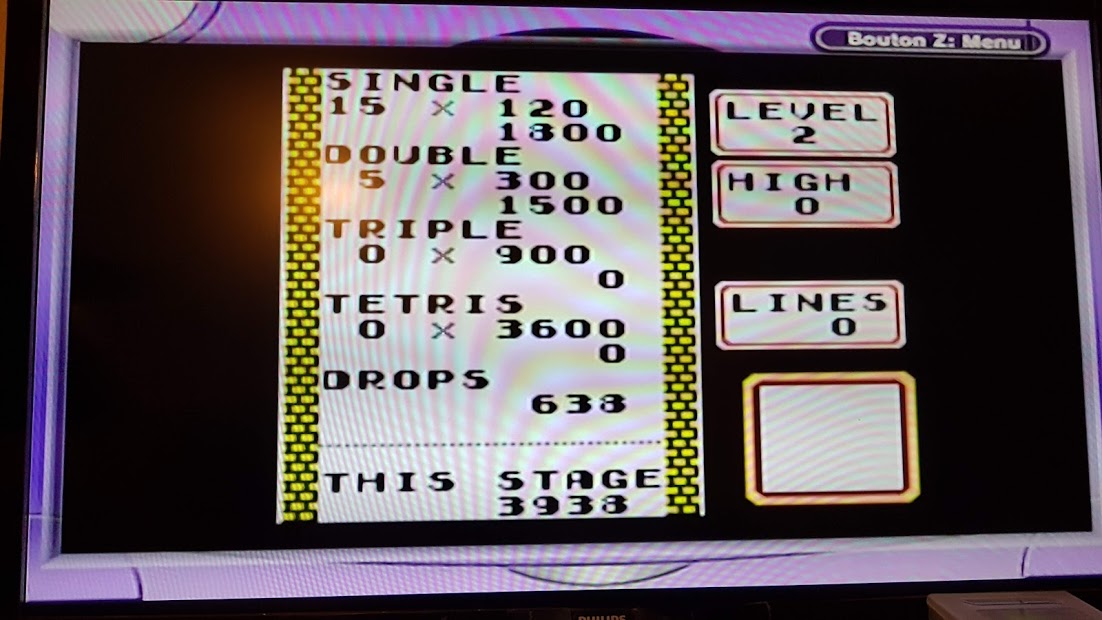 Bouton Z: Menu
SINGLE
15 X 120
1800
DOUBLE
5 X 300
1500
TRIPLE
0 X 900
0
TETRIS
0 X 3600
0
DROPS
638
THIS STAGE
3938
LEVEL
2
HIGH
0
LINES
0
PHILIPS